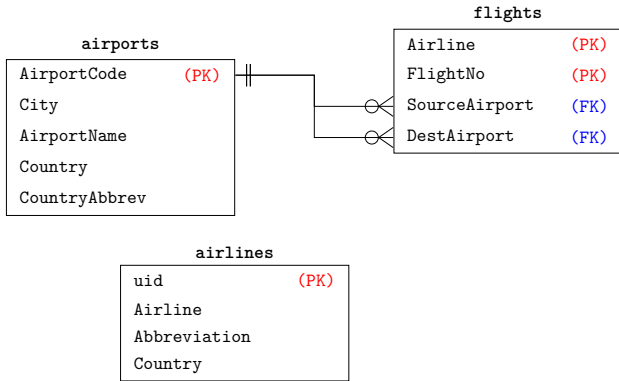 airports
AirportCode (PK)
City
AirportName
Country
CountryAbbrev
flights
Airline (PK)
FlightNo (PK)
SourceAirport (FK)
DestAirport (FK)
airlines
uid (PK)
Airline
Abbreviation
Country